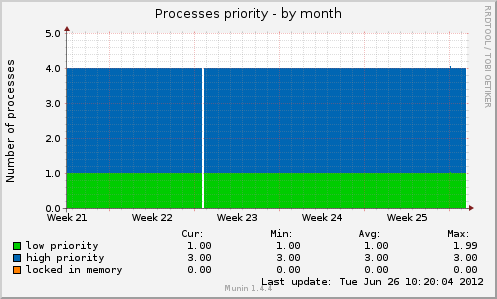 Processes priority - by month
RRDTOOL / TOBI OETIKER
Number of processes
5.0
4.0
3.0
2.0
1.0
0.0
Week 21 Week 22 Week 23 Week 24 Week 25
Cur: Min: Avg: Max:
low priority 1.00 1.00 1.00 1.99
high priority 3.00 3.00 3.00 3.00
locked in memory 0.00 0.00 0.00 0.00
Last update: Tue Jun 26 10:20:04 2012
Munin 1.4.4